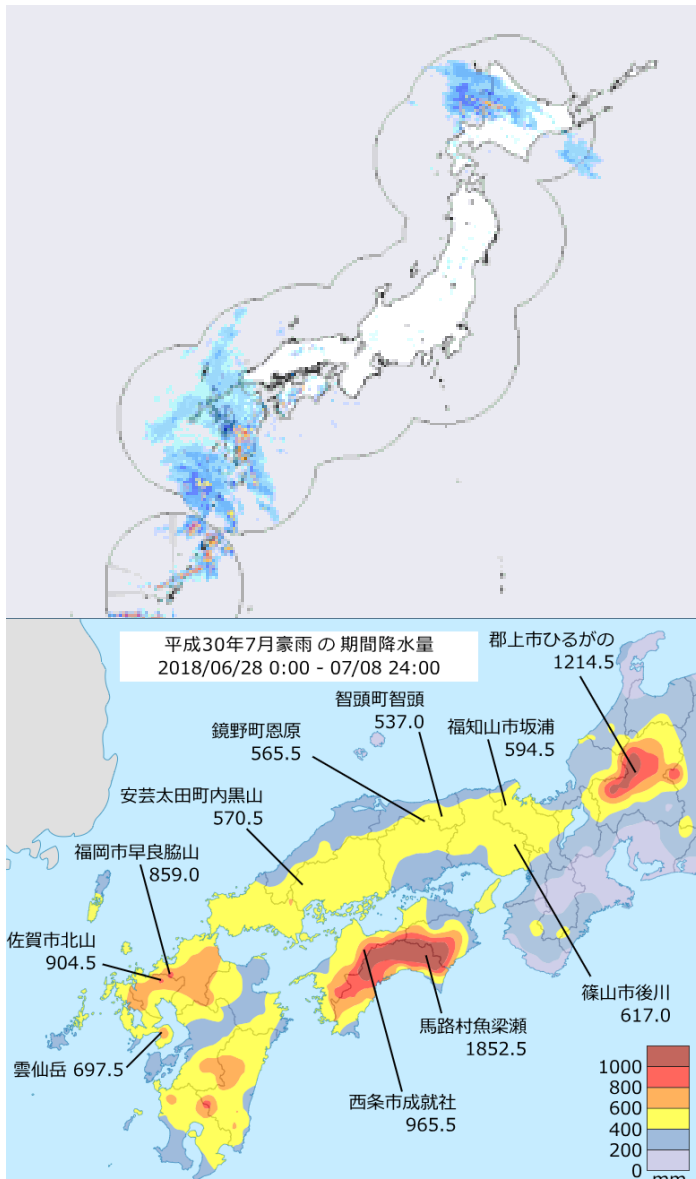 平成30年7月豪雨 の 期間降水量
2018/06/28 0:00 - 07/08 24:00
郡上市ひるがの
1214.5
智頭町智頭
537.0
鏡野町恩原
565.5
福知山市坂浦
594.5
安芸太田町内黒山
570.5
福岡市早良脇山
859.0
佐賀市北山
904.5
雲仙岳 697.5
篠山市後川
617.0
馬路村魚梁瀬
1852.5
西条市成就社
965.5
1000
800
600
400
200
0
mm